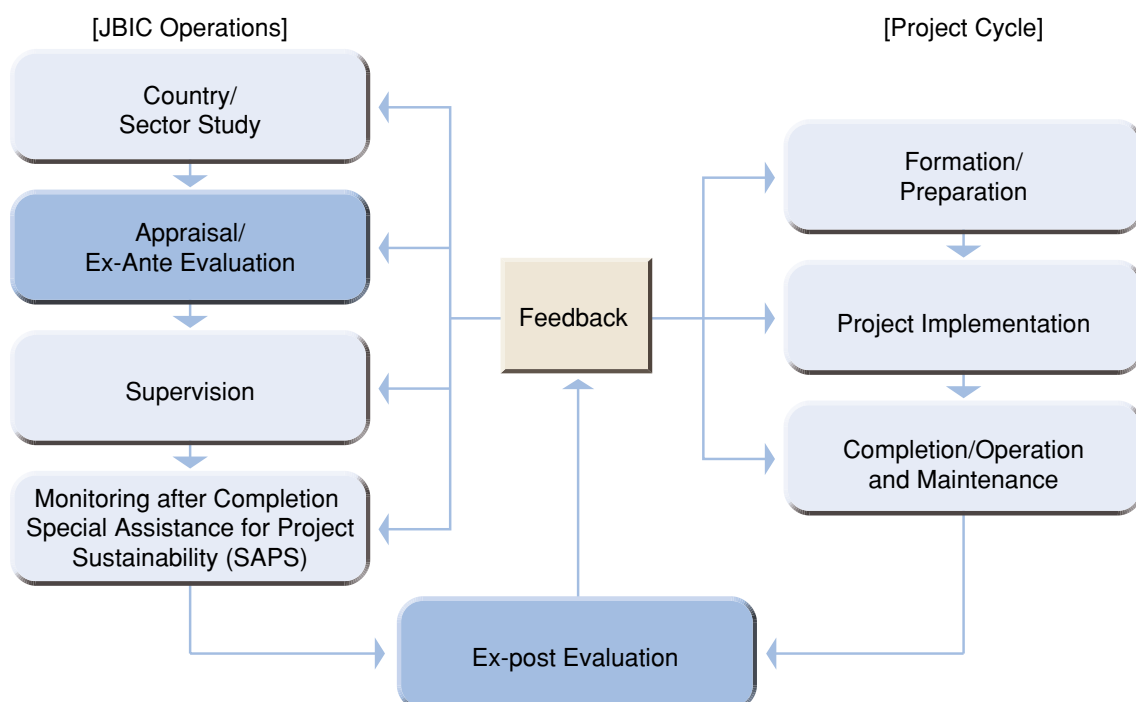 [JBIC Operations]
[Project Cycle]
Country/
Sector Study
Appraisal/
Ex-Ante Evaluation
Supervision
Monitoring after Completion
Special Assistance for Project
Sustainability (SAPS)
Feedback
Formation/
Preparation
Project Implementation
Completion/Operation
and Maintenance
Ex-post Evaluation